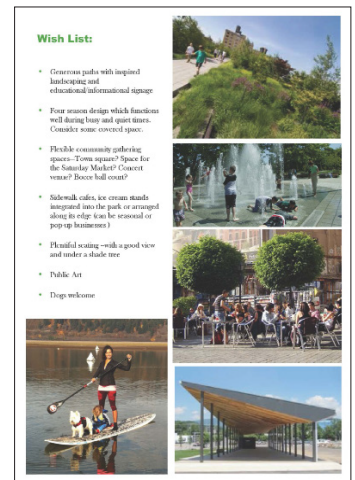 Wish List:
Generous paths with inspired
landscaping and
educational/informational signage
Four season design which functions
well during busy and quiet times.
Consider some covered space.
Flexible community gathering
spaces--Town square? Space for
the Saturday Market? Concert
venue? Bocce ball court?
Sidewalk cafes, ice cream stands
integrated into the park or arranged
along its edge (can be seasonal or
pop-up businesses)
Plentiful seating –with a good view
and under a shade tree
Public Art
Dogs welcome